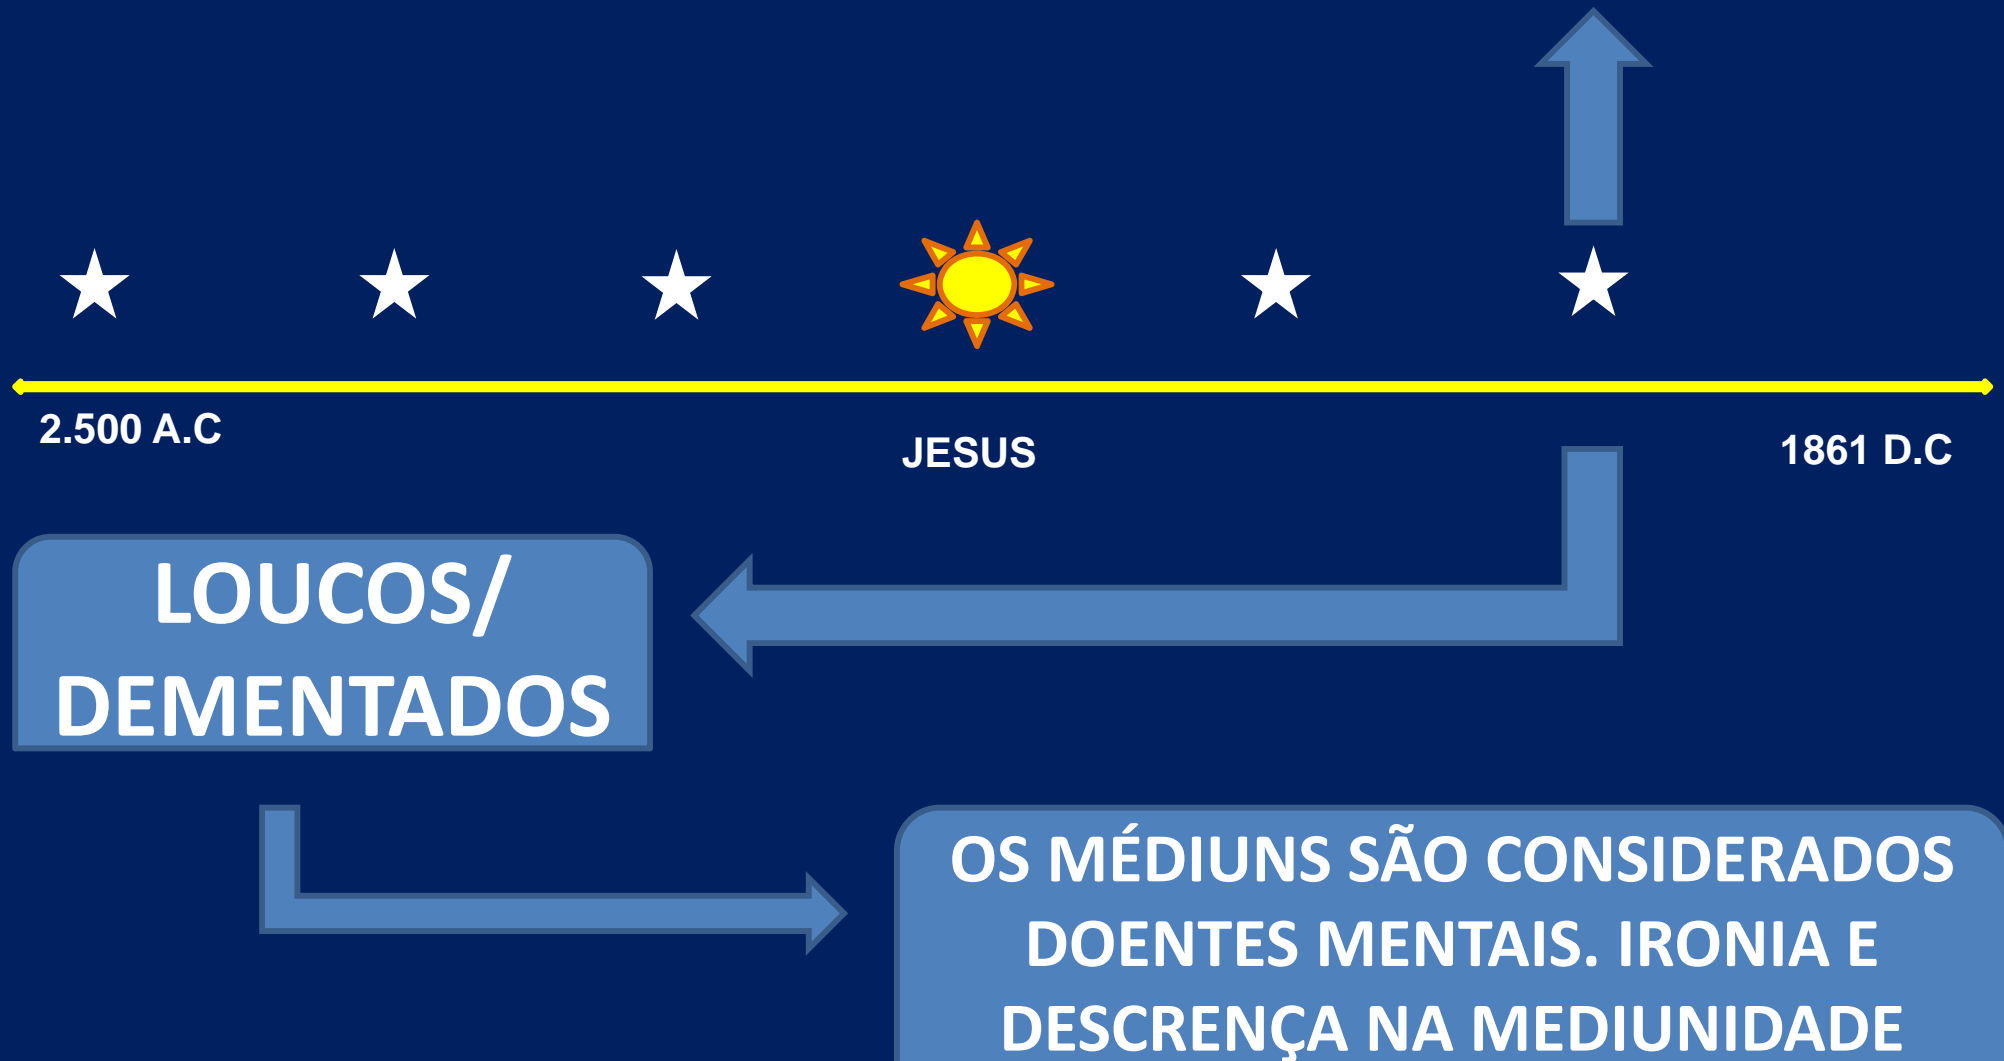 2.500 A.C
JESUS
1861 D.C
LOUCOS/
DEMENTADOS
OS MÉDIUNS SÃO CONSIDERADOS
DOENTES MENTAIS. IRONIA E
DESCRENÇA NA MEDIUNIDADE